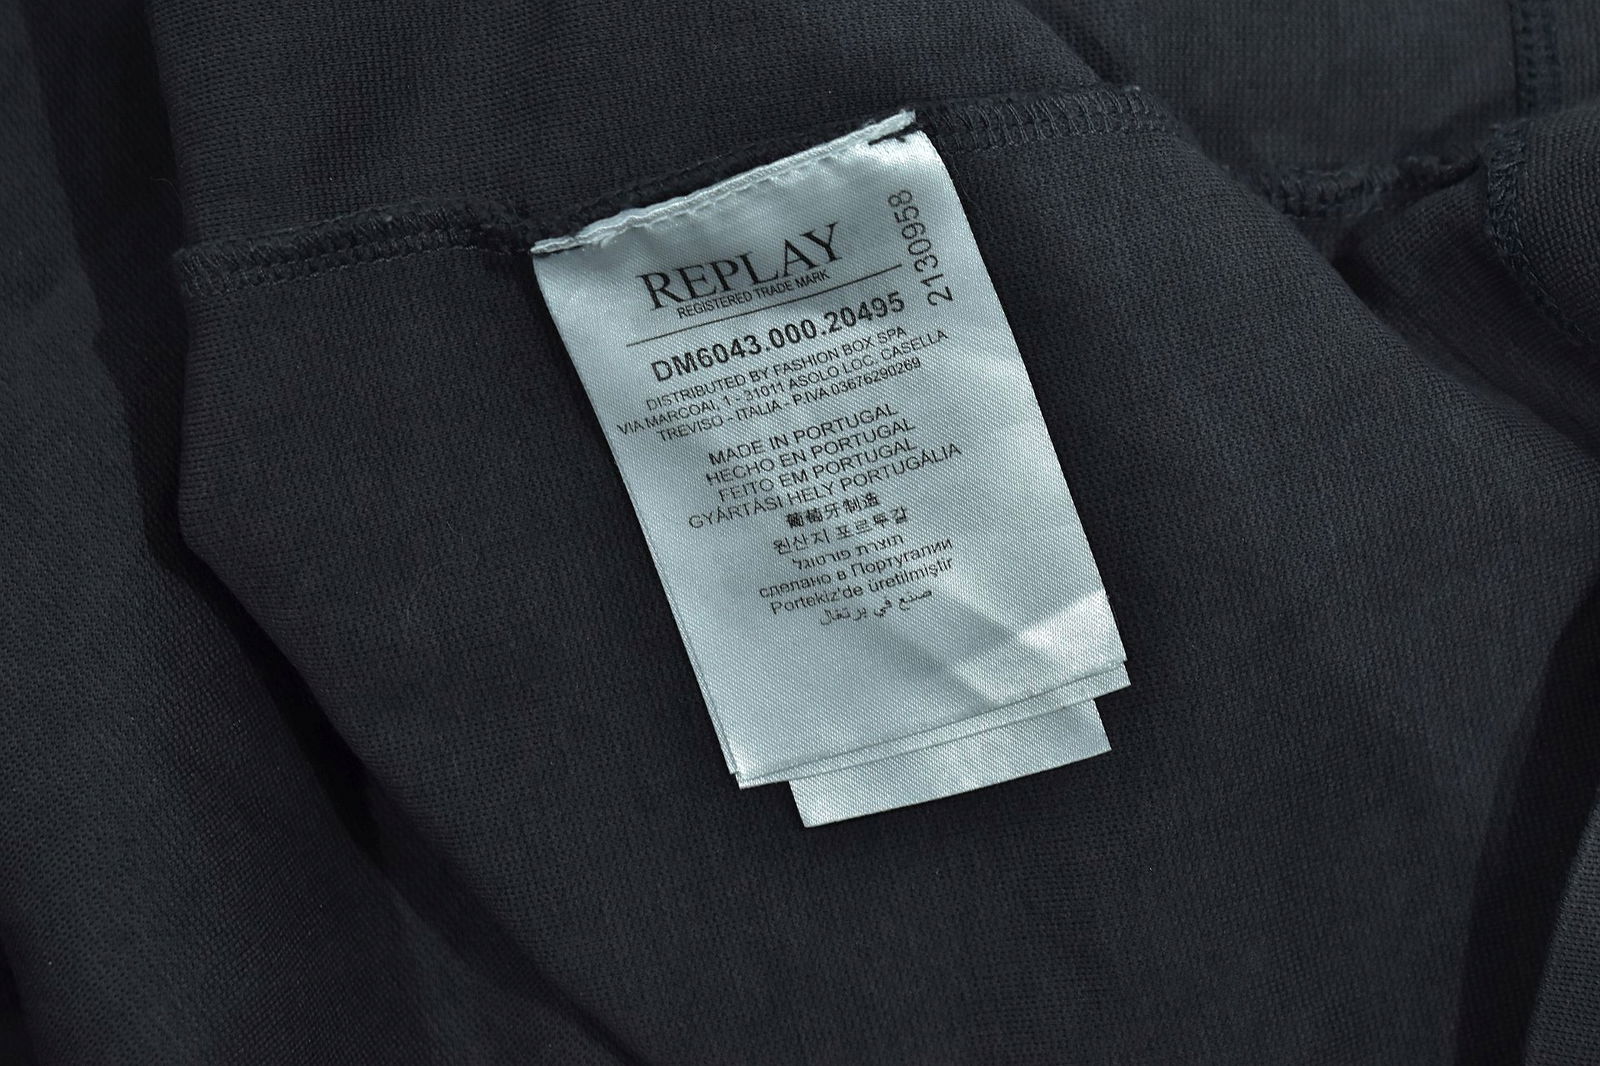 REPLAY
REGISTERED TRADE MARK
2130958
DM6043.000.20495
DISTRIBUTED BY FASHION BOX SPA
VIA MARCOAI, 1 - 31011 ASOLO LOC. CASELLA
TREVISO - ITALIA - P.IVA 03676290269
MADE IN PORTUGAL
HECHO EN PORTUGAL
FEITO EM PORTUGAL
GYÁRTÁSI HELY PORTUGÁLIA
葡萄牙制造
원산지 포르투갈
תוצרת פורטוגל
сделано в Португалии
Portekiz'de üretilmiştir
صنع في برتغال